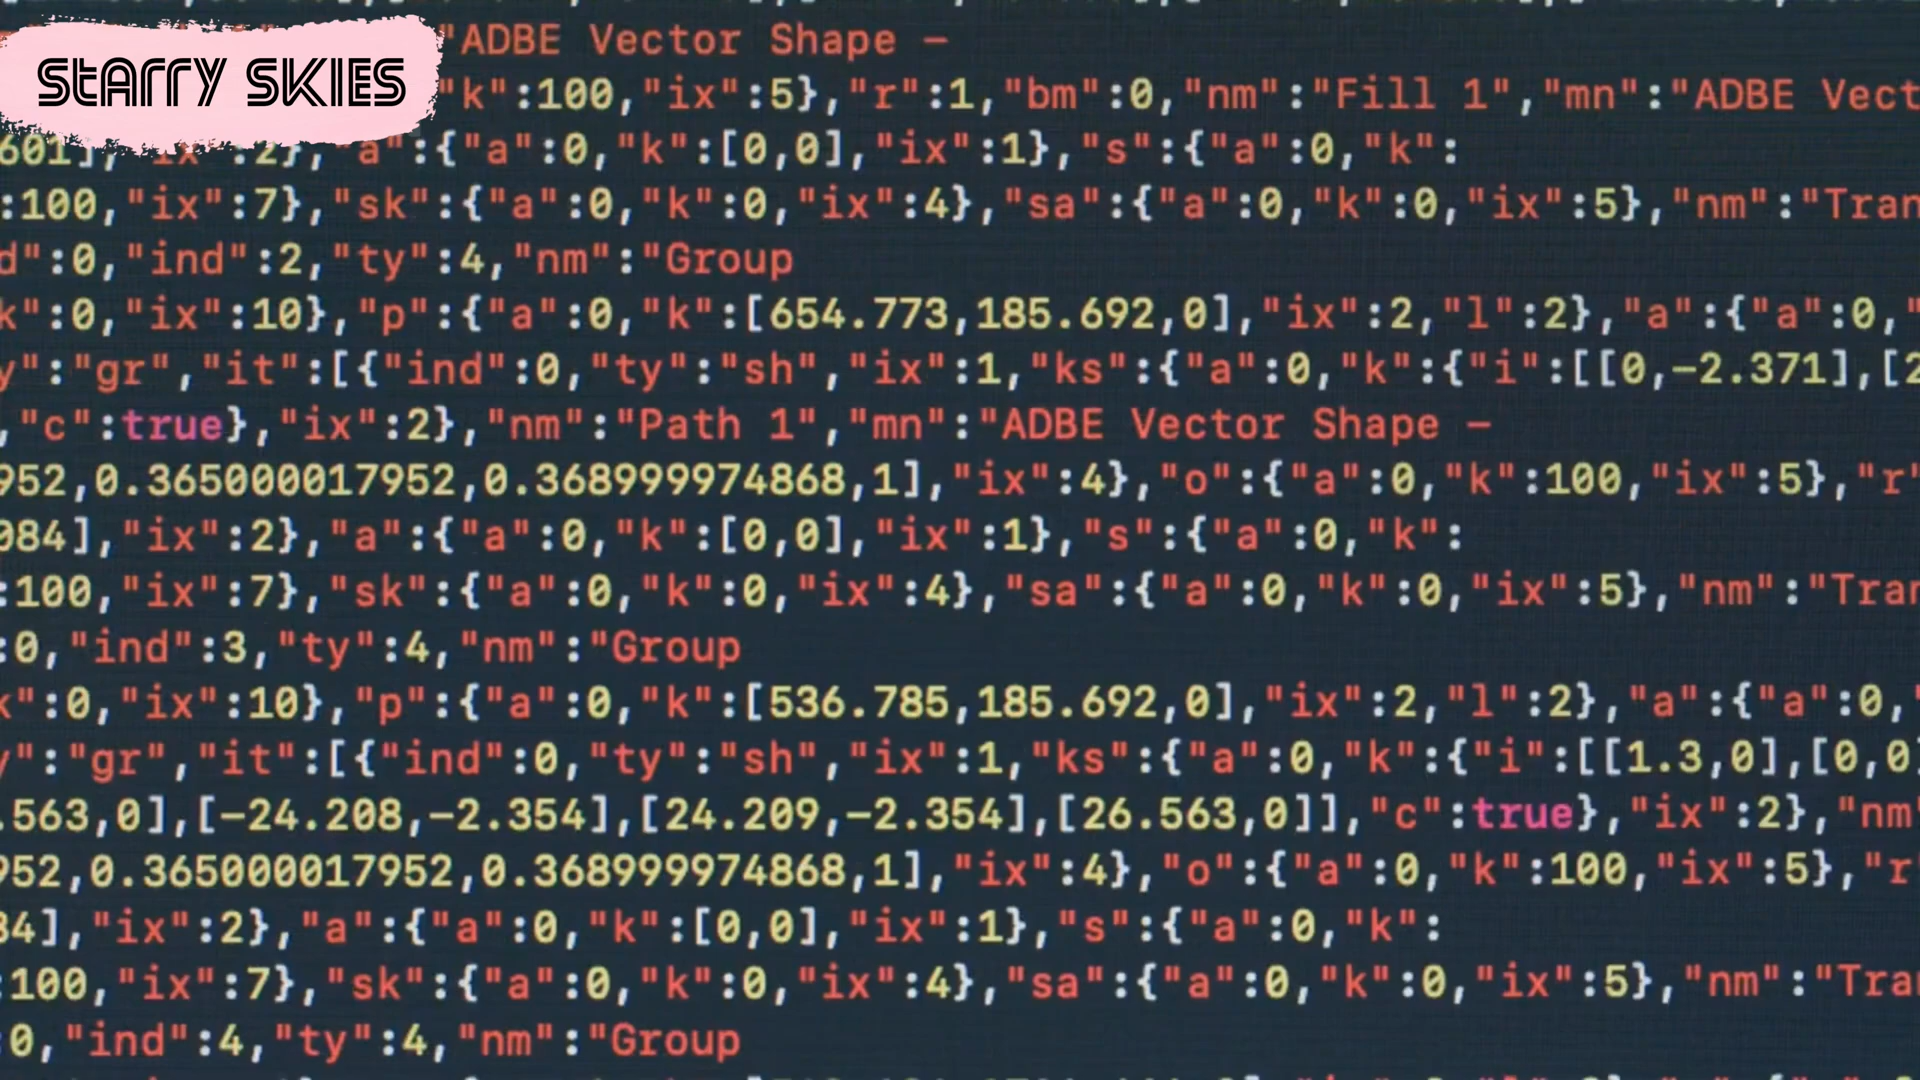 STARRY SKIES
"ADBE Vector Shape –
"k":100,"ix":5},"r":1,"bm":0,"nm":"Fill 1","mn":"ADBE Vect
601],"ix":2},"a":{"a":0,"k":[0,0],"ix":1},"s":{"a":0,"k":
:100,"ix":7},"sk":{"a":0,"k":0,"ix":4},"sa":{"a":0,"k":0,"ix":5},"nm":"Tran
d":0,"ind":2,"ty":4,"nm":"Group
k":0,"ix":10},"p":{"a":0,"k":[654.773,185.692,0],"ix":2,"l":2},"a":{"a":0,"
y":"gr","it":[{"ind":0,"ty":"sh","ix":1,"ks":{"a":0,"k":{"i":[[0,-2.371],[2
,"c":true},"ix":2},"nm":"Path 1","mn":"ADBE Vector Shape –
952,0.365000017952,0.368999974868,1],"ix":4},"o":{"a":0,"k":100,"ix":5},"r"
084],"ix":2},"a":{"a":0,"k":[0,0],"ix":1},"s":{"a":0,"k":
:100,"ix":7},"sk":{"a":0,"k":0,"ix":4},"sa":{"a":0,"k":0,"ix":5},"nm":"Tran
:0,"ind":3,"ty":4,"nm":"Group
k":0,"ix":10},"p":{"a":0,"k":[536.785,185.692,0],"ix":2,"l":2},"a":{"a":0,"
y":"gr","it":[{"ind":0,"ty":"sh","ix":1,"ks":{"a":0,"k":{"i":[[1.3,0],[0,0]
.563,0],[-24.208,-2.354],[24.209,-2.354],[26.563,0]],"c":true},"ix":2},"nm"
952,0.365000017952,0.368999974868,1],"ix":4},"o":{"a":0,"k":100,"ix":5},"r
84],"ix":2},"a":{"a":0,"k":[0,0],"ix":1},"s":{"a":0,"k":
:100,"ix":7},"sk":{"a":0,"k":0,"ix":4},"sa":{"a":0,"k":0,"ix":5},"nm":"Tran
:0,"ind":4,"ty":4,"nm":"Group